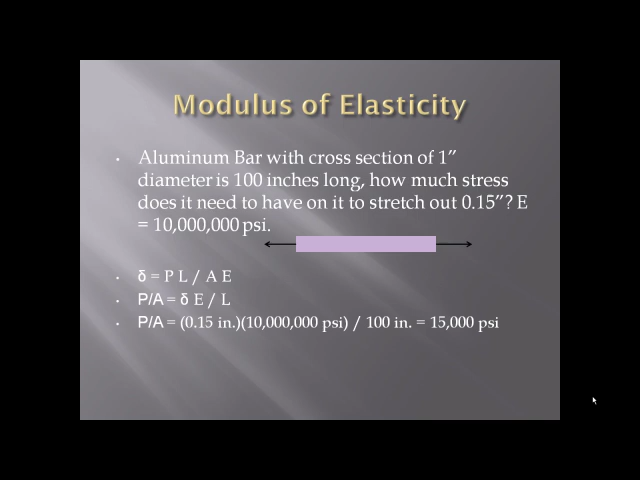 Modulus of Elasticity
Aluminum Bar with cross section of 1”
diameter is 100 inches long, how much stress
does it need to have on it to stretch out 0.15”? E
= 10,000,000 psi.
δ = P L / A E
P/A = δ E / L
P/A = (0.15 in.)(10,000,000 psi) / 100 in. = 15,000 psi